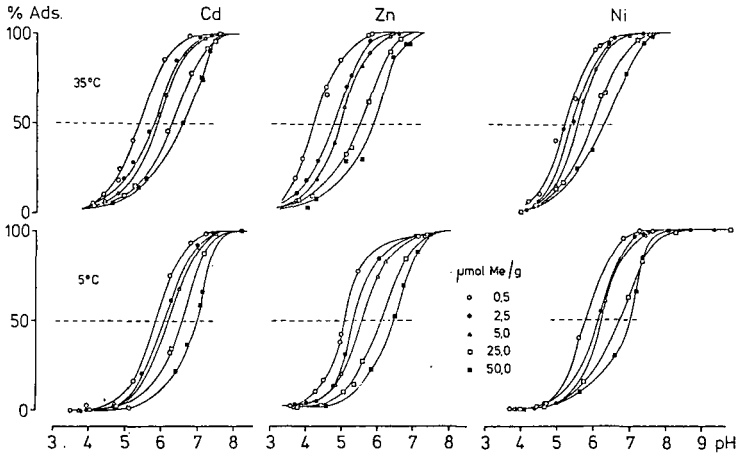 % Ads.
Cd Zn Ni
100
35°C
50
0
100
5°C
50
0
μmol Me/g
0,5
2,5
5,0
25,0
50,0
3 4 5 6 7 8 3 4 5 6 7 8 3 4 5 6 7 8 9 pH